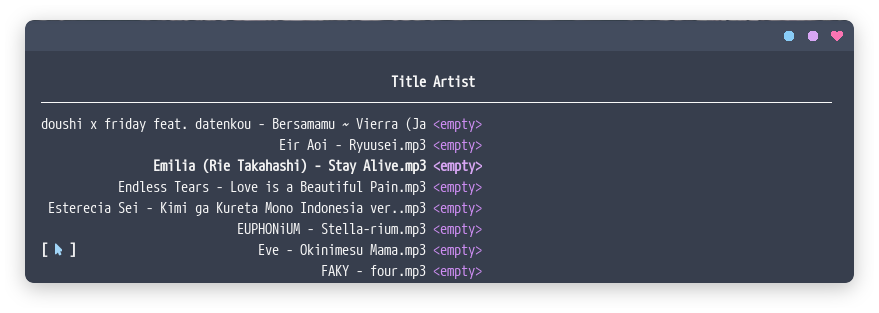 Title Artist
doushi x friday feat. datenkou - Bersamamu ~ Vierra (Ja <empty>
Eir Aoi - Ryuusei.mp3 <empty>
Emilia (Rie Takahashi) - Stay Alive.mp3 <empty>
Endless Tears - Love is a Beautiful Pain.mp3 <empty>
Esterecia Sei - Kimi ga Kureta Mono Indonesia ver..mp3 <empty>
EUPHONiUM - Stella-rium.mp3 <empty>
[ ] Eve - Okinimesu Mama.mp3 <empty>
FAKY - four.mp3 <empty>